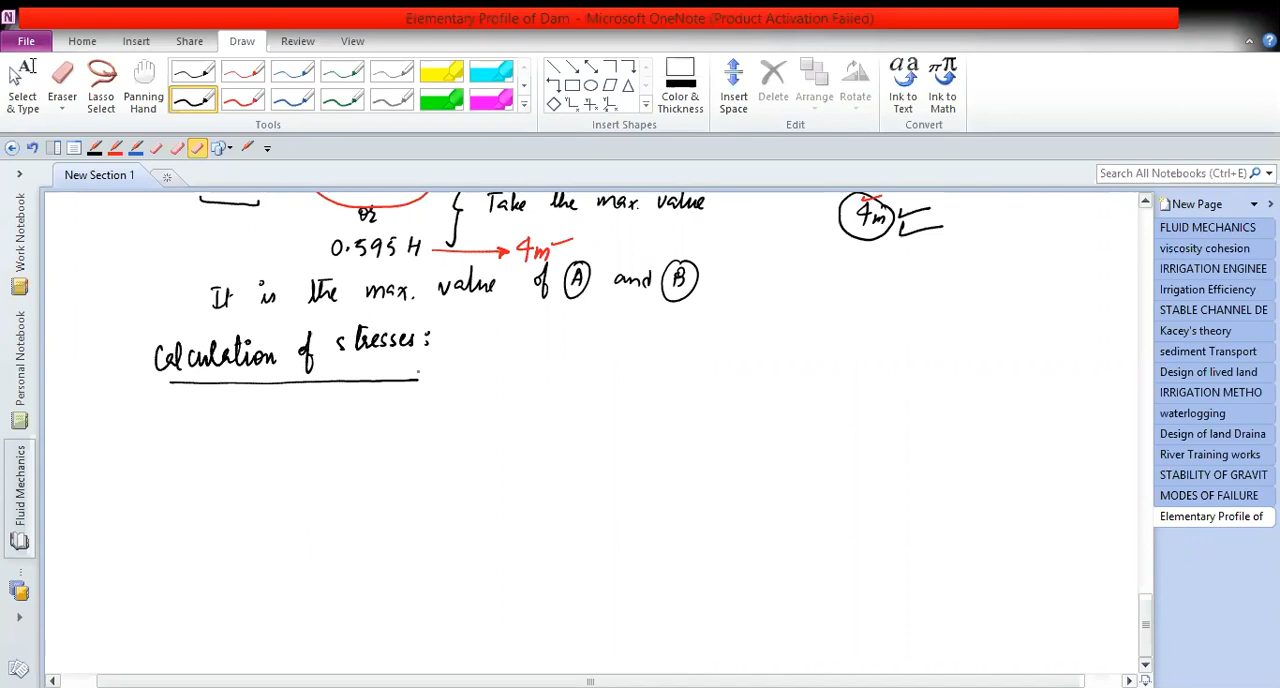 Elementary Profile of Dam - Microsoft OneNote (Product Activation Failed)
File Home Insert Share Draw Review View
Select & Type
Eraser
Lasso Select
Panning Hand
Color & Thickness
Insert Space
Delete
Arrange
Rotate
Ink to Text
Ink to Math
Tools
Insert Shapes
Edit
Convert
New Section 1
Search All Notebooks (Ctrl+E)
Work Notebook
Personal Notebook
Fluid Mechanics
or
Take the max. value
4m
0.595 H
4m
It is the max. value of A and B
Calculation of stresses:
New Page
FLUID MECHANICS
viscosity cohesion
IRRIGATION ENGINEE
Irrigation Efficiency
STABLE CHANNEL DE
Kacey's theory
sediment Transport
Design of lived land
IRRIGATION METHO
waterlogging
Design of land Draina
River Training works
STABILITY OF GRAVIT
MODES OF FAILURE
Elementary Profile of